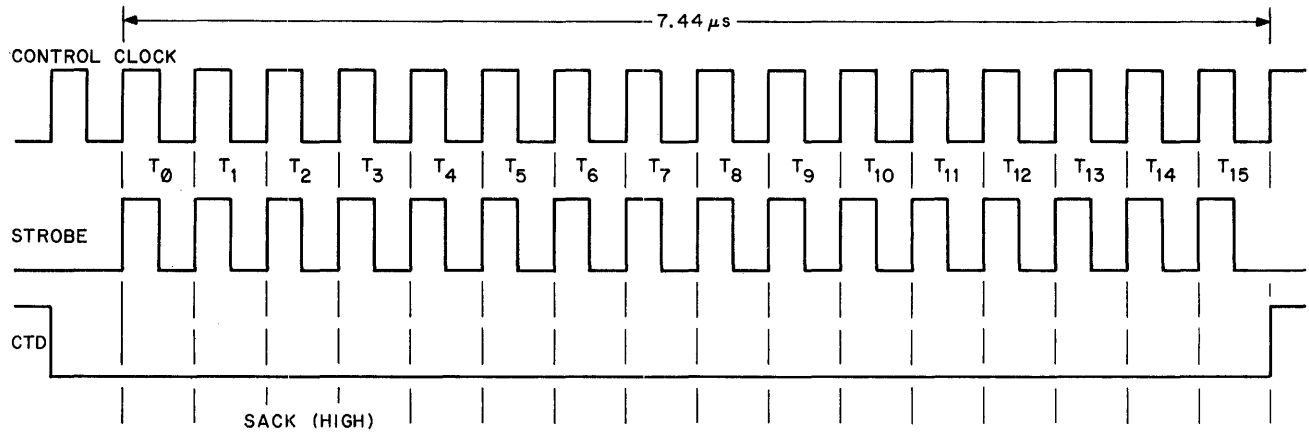 7.44 μs
CONTROL CLOCK
T0 T1 T2 T3 T4 T5 T6 T7 T8 T9 T10 T11 T12 T13 T14 T15
STROBE
CTD
SACK (HIGH)